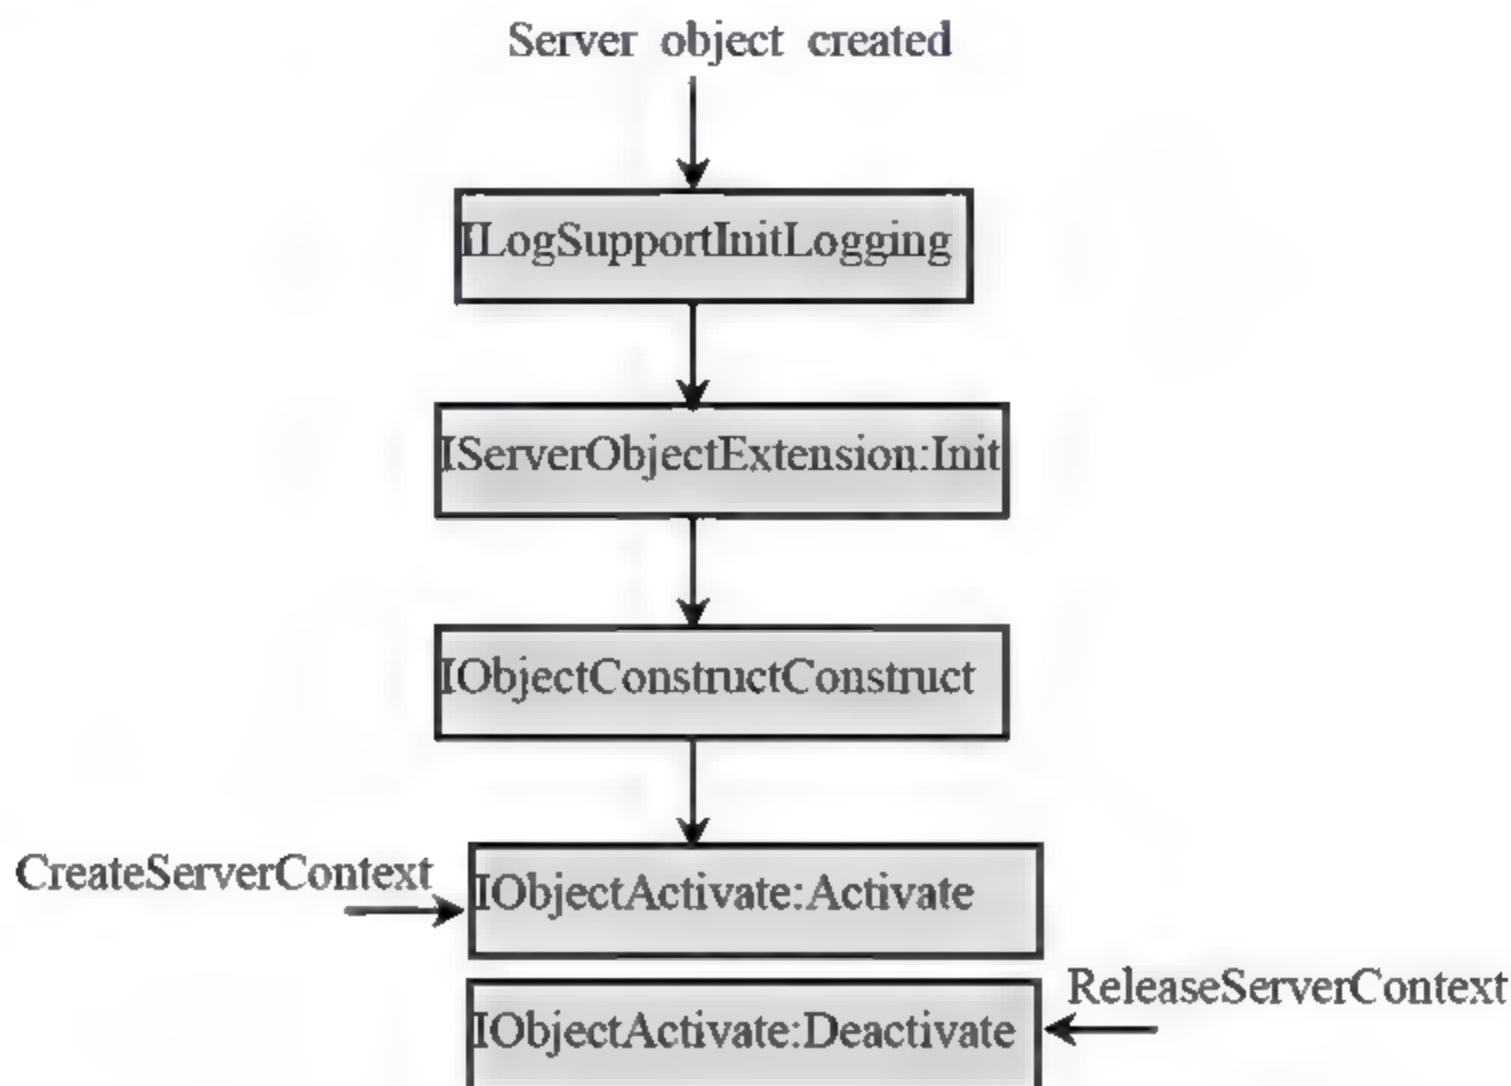 Server object created
ILogSupportInitLogging
IServerObjectExtension:Init
IObjectConstructConstruct
CreateServerContext
IObjectActivate:Activate
ReleaseServerContext
IObjectActivate:Deactivate